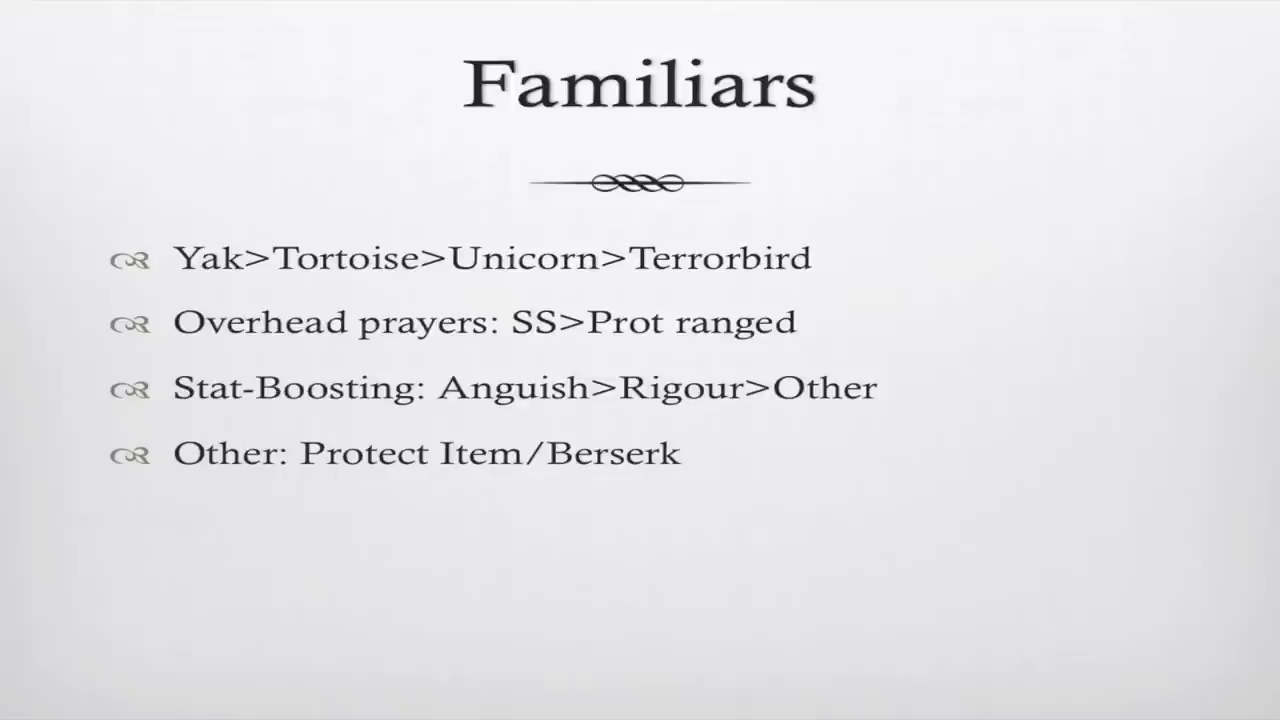 Familiars
Yak>Tortoise>Unicorn>Terrorbird
Overhead prayers: SS>Prot ranged
Stat-Boosting: Anguish>Rigour>Other
Other: Protect Item/Berserk